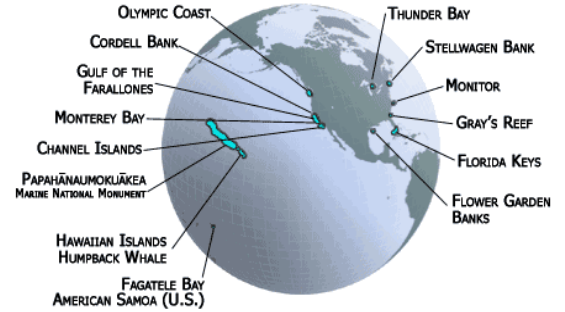 Olympic Coast
Cordell Bank
Gulf of the
Farallones
Monterey Bay
Channel Islands
Papahānaumokuākea
Marine National Monument
Hawaiian Islands
Humpback Whale
Fagatele Bay
American Samoa (U.S.)
Thunder Bay
Stellwagen Bank
Monitor
Gray's Reef
Florida Keys
Flower Garden
Banks